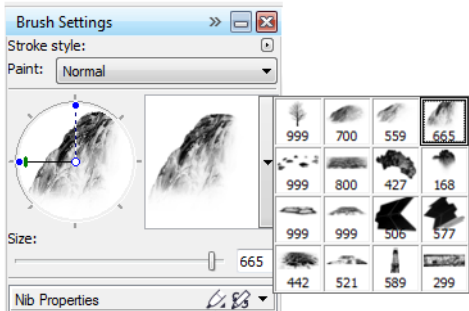 Brush Settings
Stroke style:
Paint: Normal
999 700 559 665
999 800 427 168
999 999 506 577
442 521 589 299
Size:
665
Nib Properties